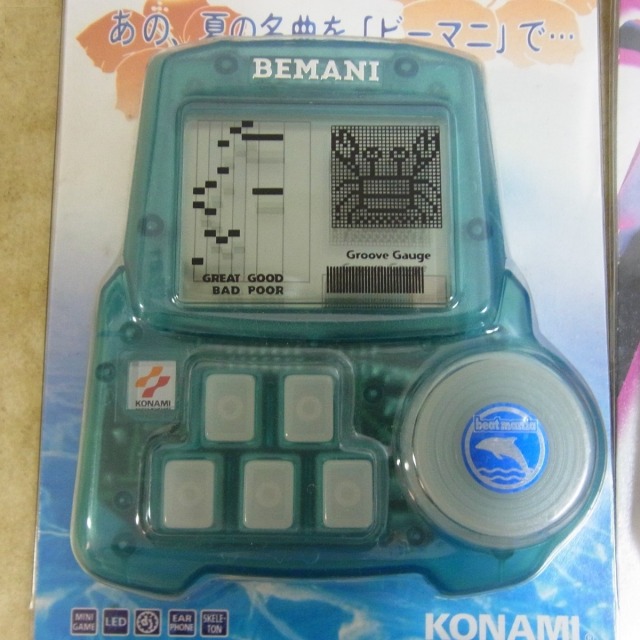 あの、夏の名曲を「ビーマニ」で…
BEMANI
Groove Gauge
GREAT GOOD
BAD POOR
KONAMI
beat mania
MINI GAME
LED
EAR PHONE
SKELE-TON
KONAMI